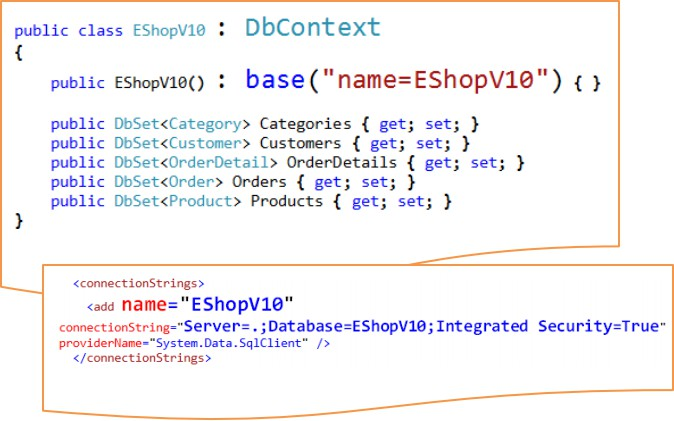 public class EShopV10 : DbContext
{
public EShopV10() : base("name=EShopV10") { }
public DbSet<Category> Categories { get; set; }
public DbSet<Customer> Customers { get; set; }
public DbSet<OrderDetail> OrderDetails { get; set; }
public DbSet<Order> Orders { get; set; }
public DbSet<Product> Products { get; set; }
}
<connectionStrings>
<add name="EShopV10"
connectionString="Server=.;Database=EShopV10;Integrated Security=True"
providerName="System.Data.SqlClient" />
</connectionStrings>